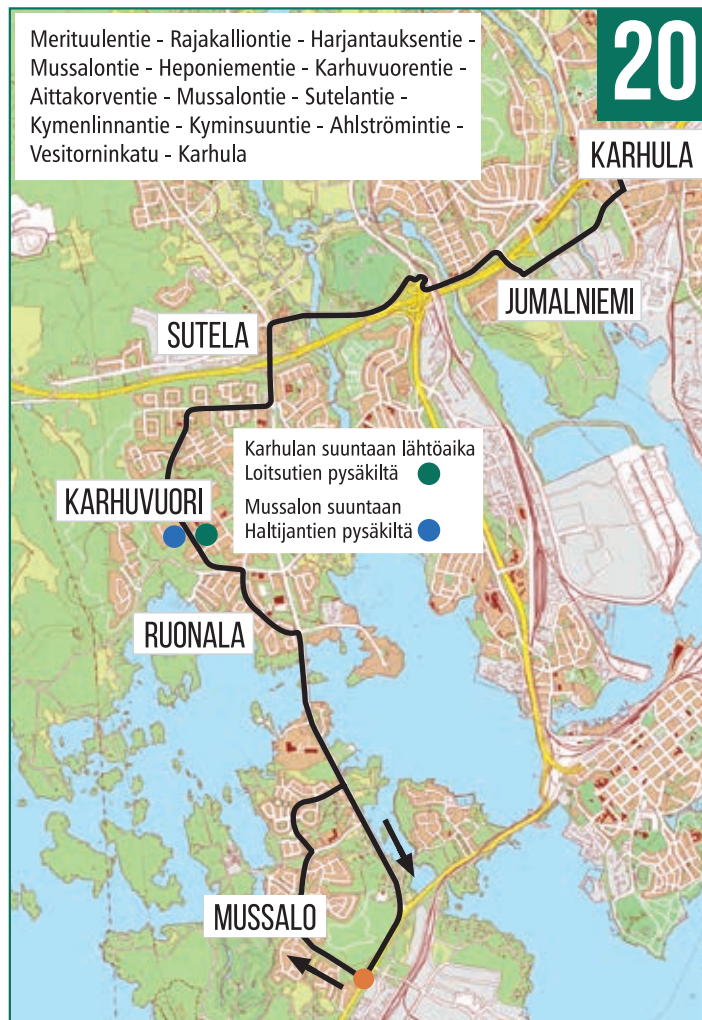 Merituulentie - Rajakalliontie - Harjantauksentie -
Mussalontie - Heponiementie - Karhuvuorentie -
Aittakorventie - Mussalontie - Sutelantie -
Kymenlinnantie - Kyminsuuntie - Ahlströmintie -
Vesitorninkatu - Karhula
20
KARHULA
JUMALNIEMI
SUTELA
Karhulan suuntaan lähtöaika
Loitsutien pysäkiltä
Mussalon suuntaan
Haltijantien pysäkiltä
KARHUVUORI
RUONALA
MUSSALO